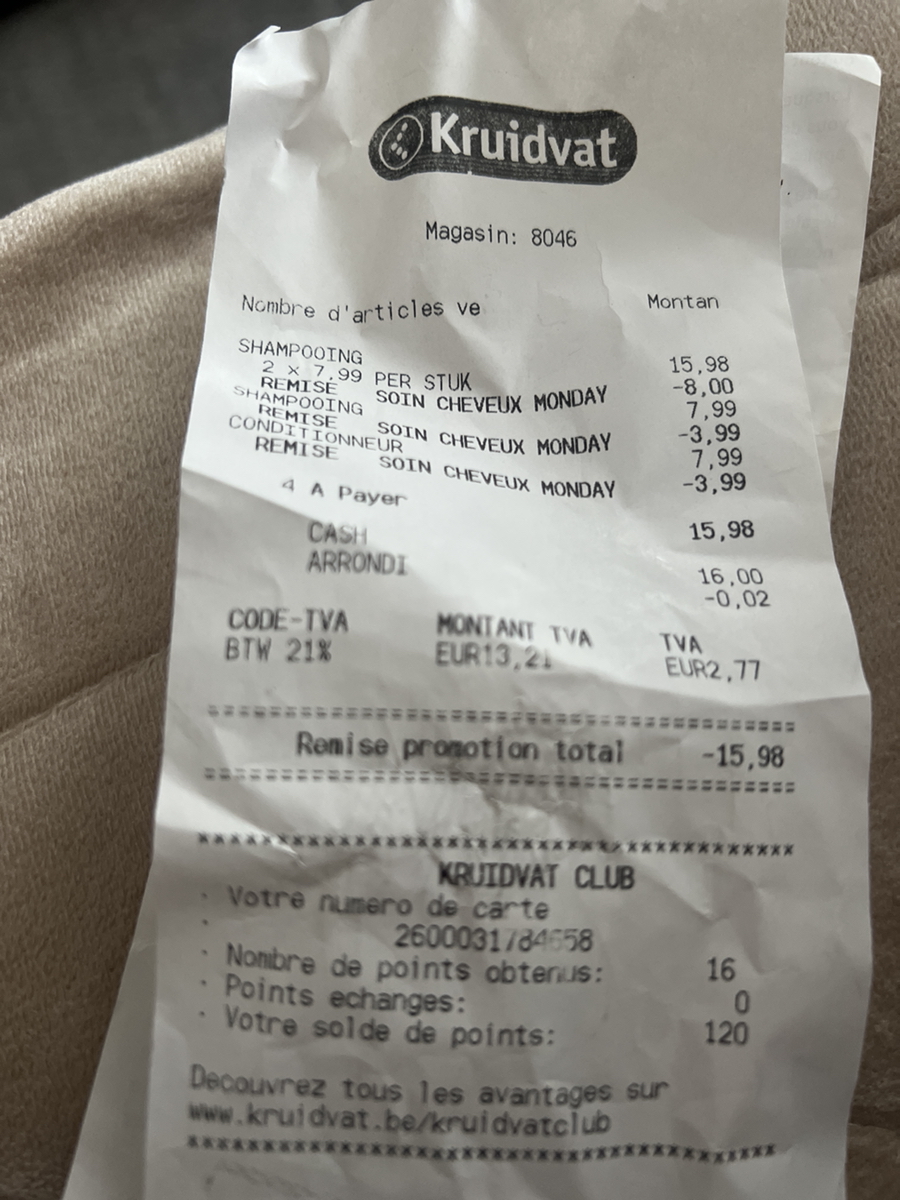 Kruidvat
Magasin: 8046
Nombre d'articles ve Montan
SHAMPOOING 15,98
2 x 7,99 PER STUK
REMISE SOIN CHEVEUX MONDAY -8,00
SHAMPOOING 7,99
REMISE SOIN CHEVEUX MONDAY -3,99
CONDITIONNEUR 7,99
REMISE SOIN CHEVEUX MONDAY -3,99
4 A Payer 15,98
CASH 16,00
ARRONDI -0,02
CODE-TVA MONTANT TVA TVA
BTW 21% EUR13,21 EUR2,77
=======================================
Remise promotion total -15,98
=======================================
****************************************
KRUIDVAT CLUB
· Votre numero de carte
· 2600031784658
· Nombre de points obtenus: 16
· Points echanges: 0
· Votre solde de points: 120
Decouvrez tous les avantages sur
www.kruidvat.be/kruidvatclub
****************************************